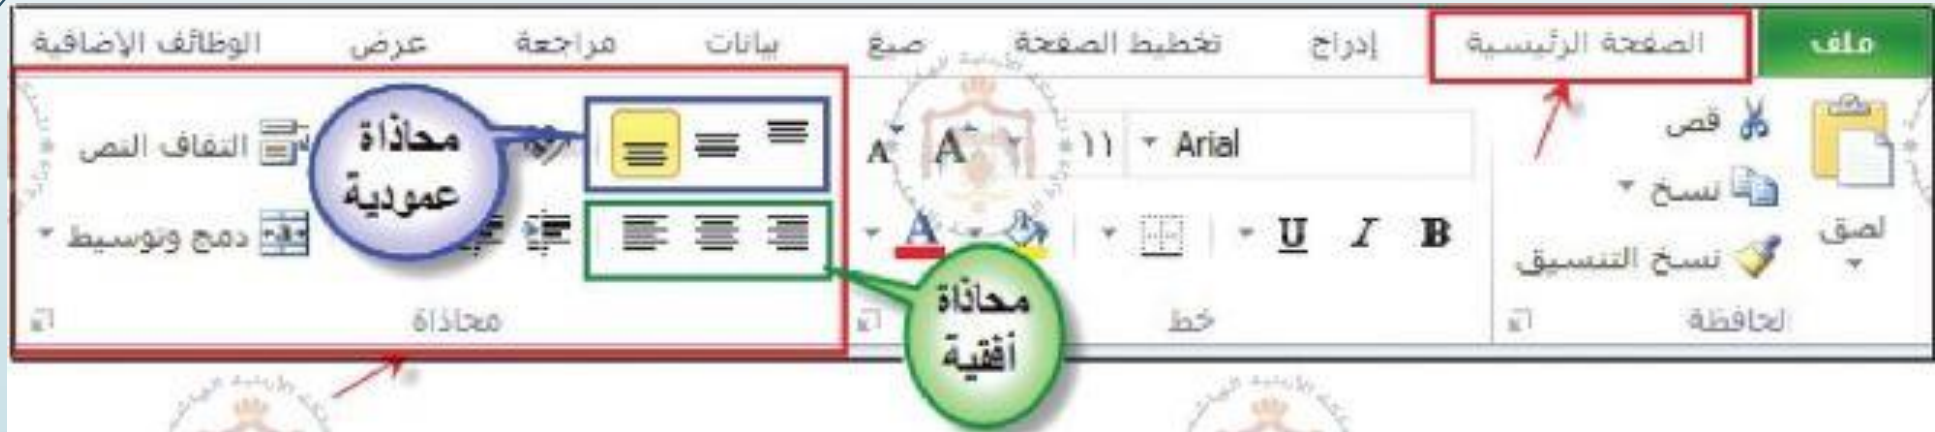 ملف الصفحة الرئيسية إدراج تخطيط الصفحة صيغ بيانات مراجعة عرض الوظائف الإضافية
قص
نسخ
نسخ التنسيق
لصق
لحافظة
Arial ١١ A A
B I U A
خط
محاذاة
عمودية
محاذاة
أفقية
التفاف النص
دمج وتوسيط
محاذاة